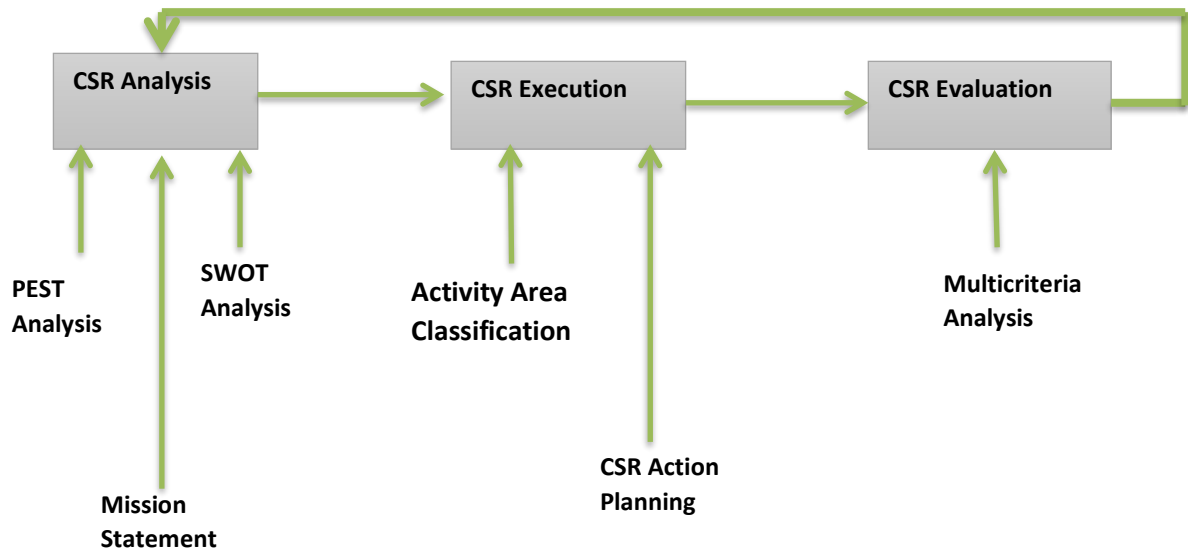 CSR Analysis
CSR Execution
CSR Evaluation
PEST
Analysis
SWOT
Analysis
Activity Area
Classification
Multicriteria
Analysis
Mission
Statement
CSR Action
Planning